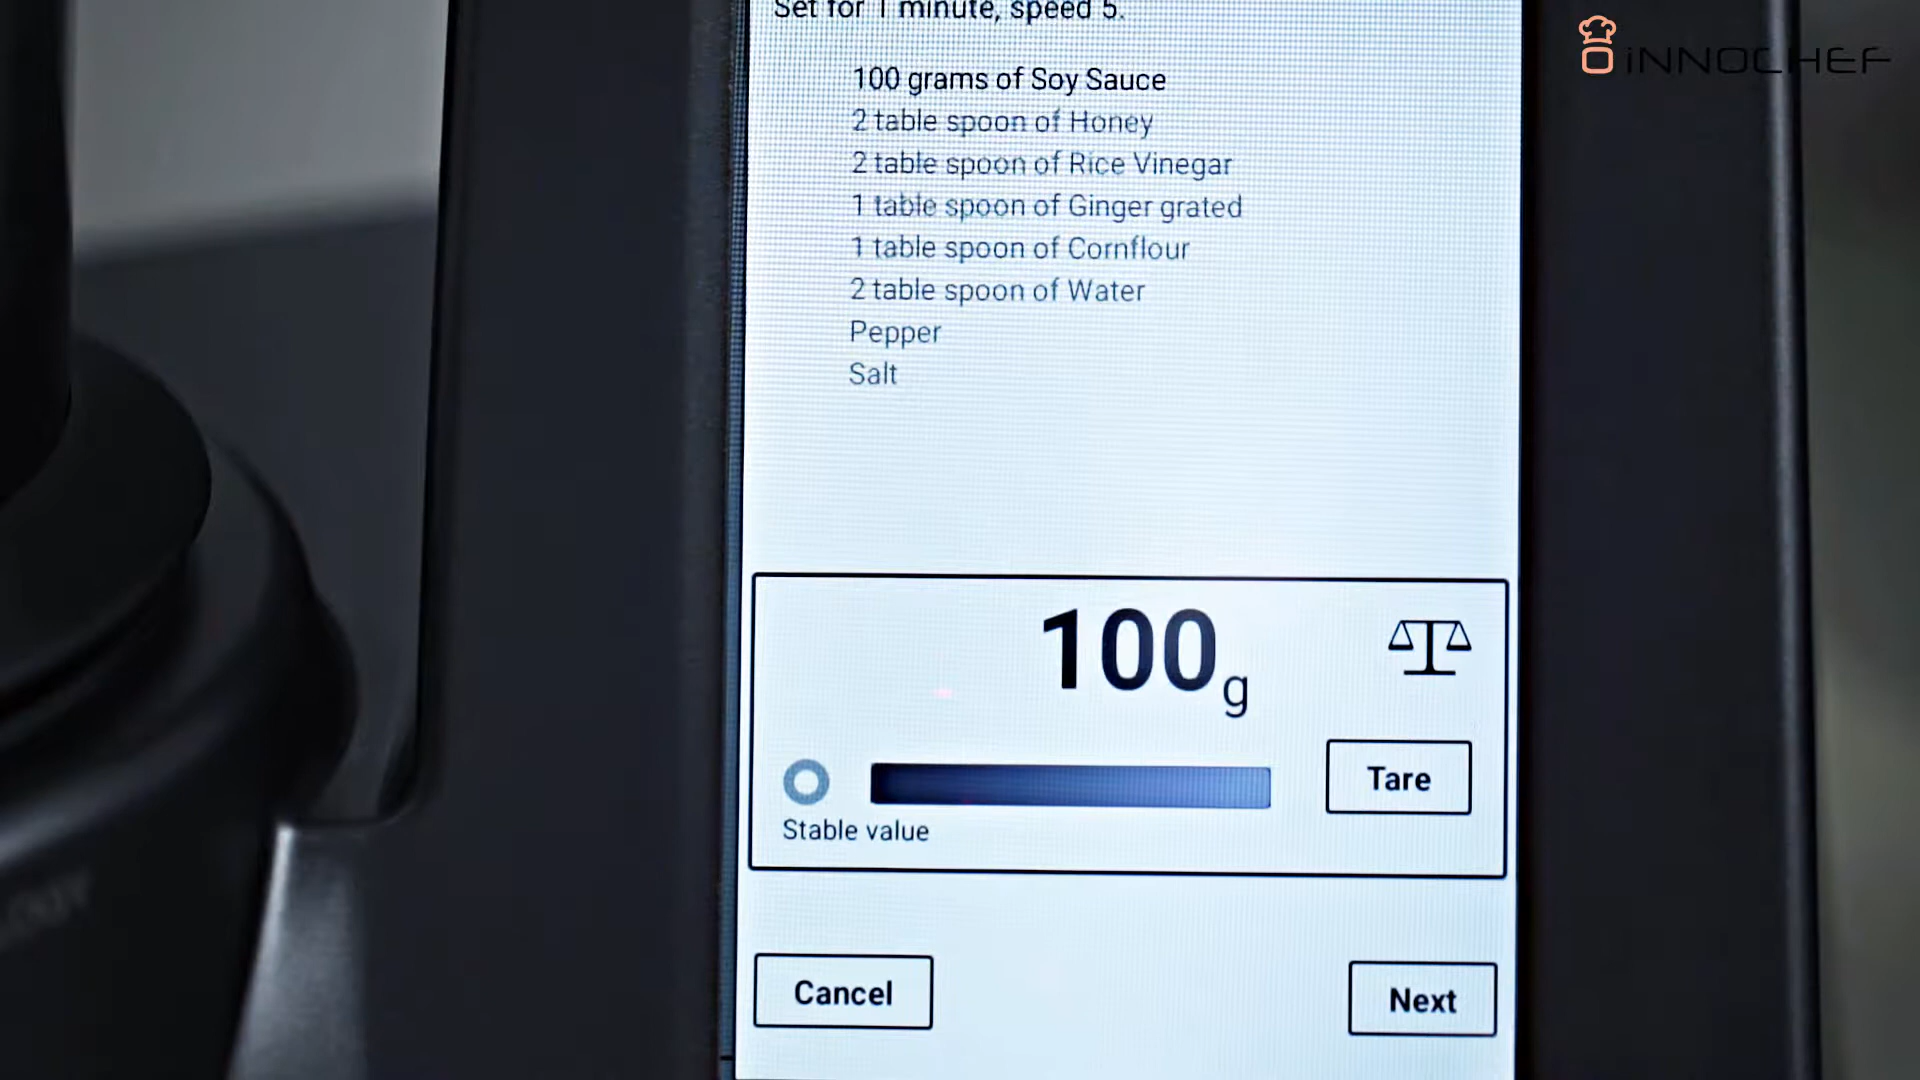 Set for 1 minute, speed 5.
iNNOCHEF
100 grams of Soy Sauce
2 table spoon of Honey
2 table spoon of Rice Vinegar
1 table spoon of Ginger grated
1 table spoon of Cornflour
2 table spoon of Water
Pepper
Salt
100 g
Tare
Stable value
Cancel
Next